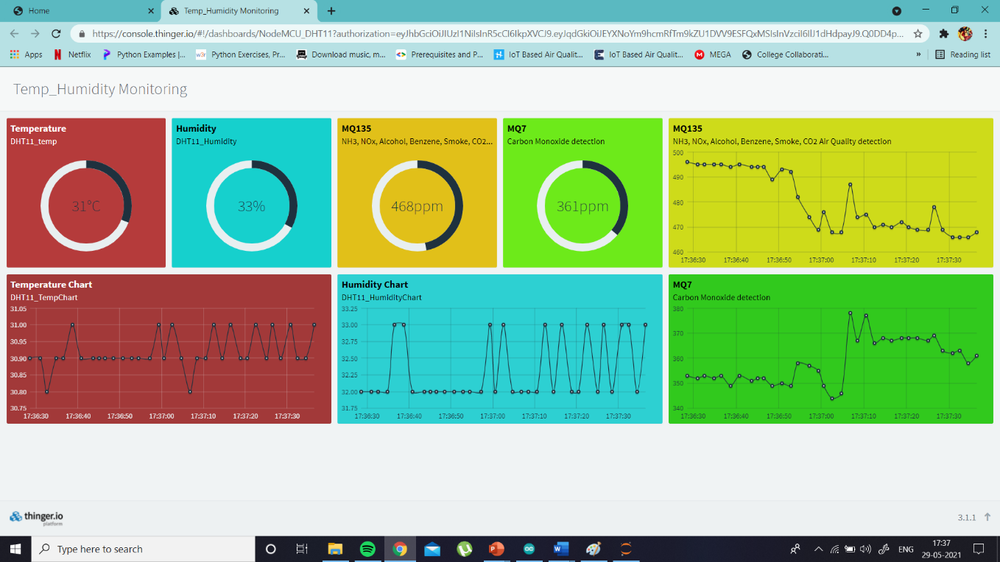 Home
Temp_Humidity Monitoring
https://console.thinger.io/#!/dashboards/NodeMCU_DHT11?authorization=eyJhbGciOiJIUzI1NiIsInR5cCI6IkpXVCJ9.eyJqdGkiOiJEYXNoYm9hcmRfTm9kZU1DVV9ESFQxMSIsInVzciI6IlJ1dHdpayJ9.Q0DD4p...
Apps
Netflix
Python Examples |...
w3r
Python Exercises, Pr...
Download music, m...
Prerequisites and P...
IoT Based Air Qualit...
IoT Based Air Qualit...
MEGA
College Collaborati...
»
Reading list
Temp_Humidity Monitoring
Temperature
DHT11_temp
31°C
Humidity
DHT11_Humidity
33%
MQ135
NH3, NOx, Alcohol, Benzene, Smoke, CO2...
468ppm
MQ7
Carbon Monoxide detection
361ppm
MQ135
NH3, NOx, Alcohol, Benzene, Smoke, CO2 Air Quality detection
500
490
480
470
460
17:36:30 17:36:40 17:36:50 17:37:00 17:37:10 17:37:20 17:37:30
Temperature Chart
DHT11_TempChart
31.05
31.00
30.95
30.90
30.85
30.80
30.75
17:36:30 17:36:40 17:36:50 17:37:00 17:37:10 17:37:20 17:37:30
Humidity Chart
DHT11_HumidityChart
33.25
33.00
32.75
32.50
32.25
32.00
31.75
17:36:30 17:36:40 17:36:50 17:37:00 17:37:10 17:37:20 17:37:30
MQ7
Carbon Monoxide detection
380
370
360
350
340
17:36:30 17:36:40 17:36:50 17:37:00 17:37:10 17:37:20 17:37:30
thinger.io
platform
3.1.1
Type here to search
ENG
17:37
29-05-2021